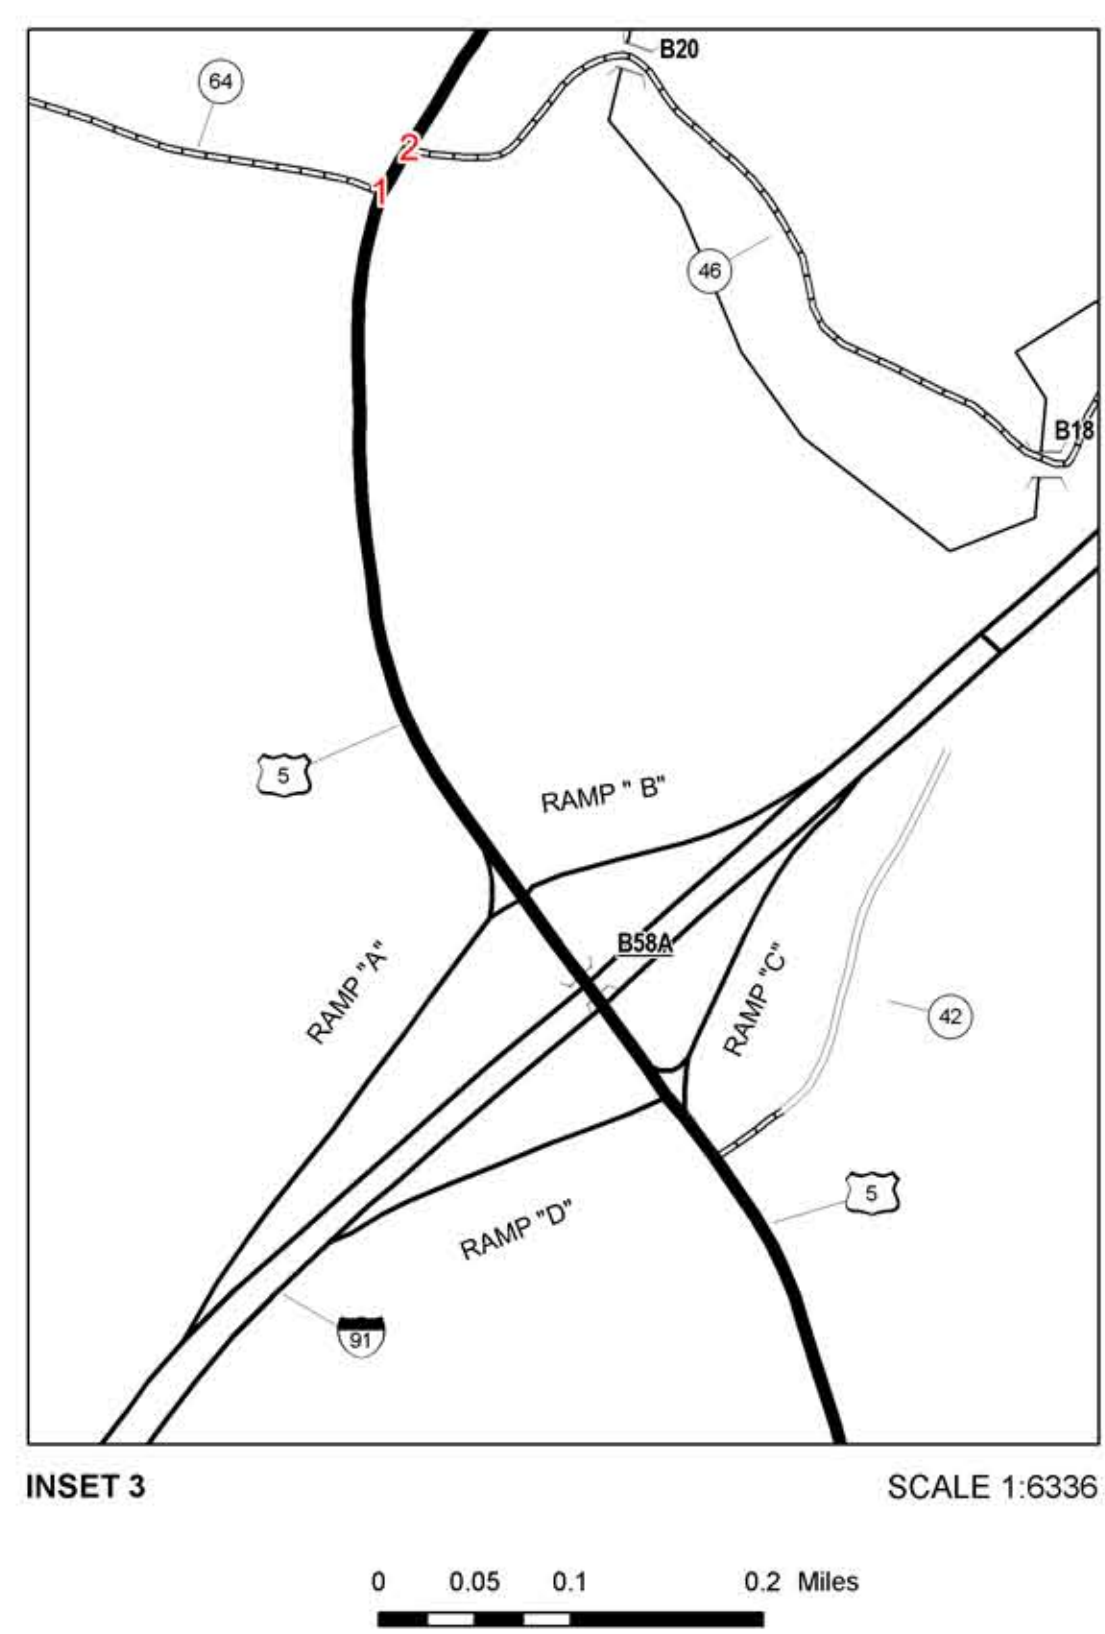 B20
64
2
1
46
B18
5
RAMP " B"
B58A
RAMP "A"
RAMP "C"
42
5
RAMP "D"
91
INSET 3
SCALE 1:6336
0 0.05 0.1 0.2 Miles